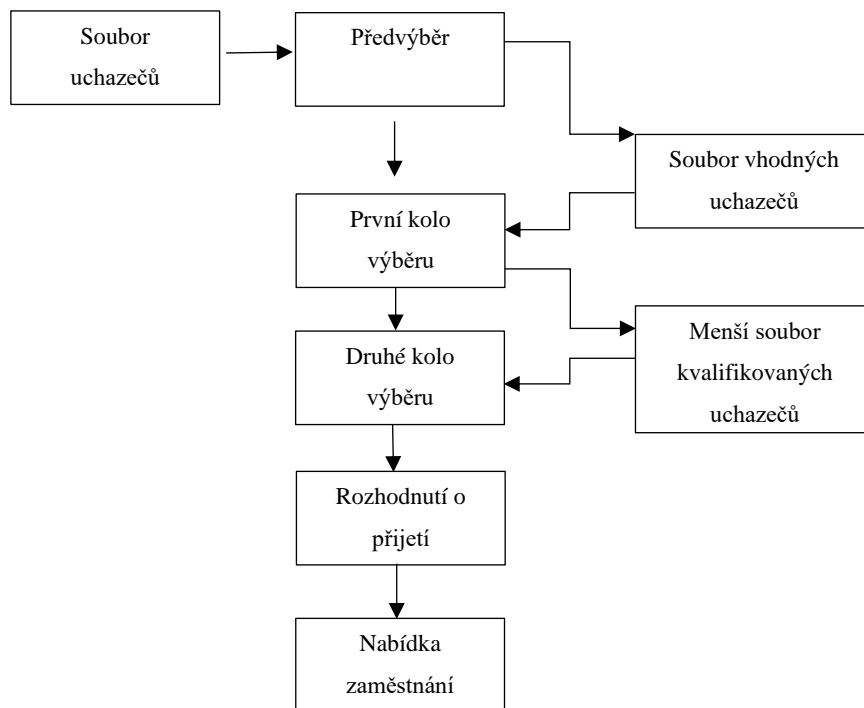 Soubor
uchazečů
Předvýběr
Soubor vhodných
uchazečů
První kolo
výběru
Menší soubor
kvalifikovaných
uchazečů
Druhé kolo
výběru
Rozhodnutí o
přijetí
Nabídka
zaměstnání